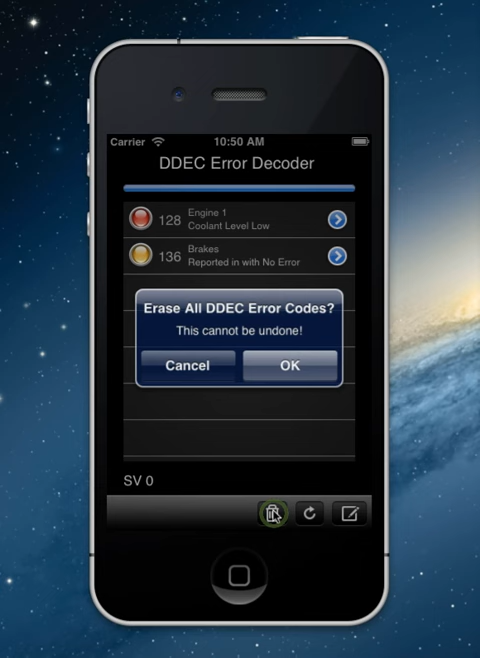 Carrier 10:50 AM
DDEC Error Decoder
128 Engine 1
Coolant Level Low
136 Brakes
Reported in with No Error
Erase All DDEC Error Codes?
This cannot be undone!
Cancel OK
SV 0